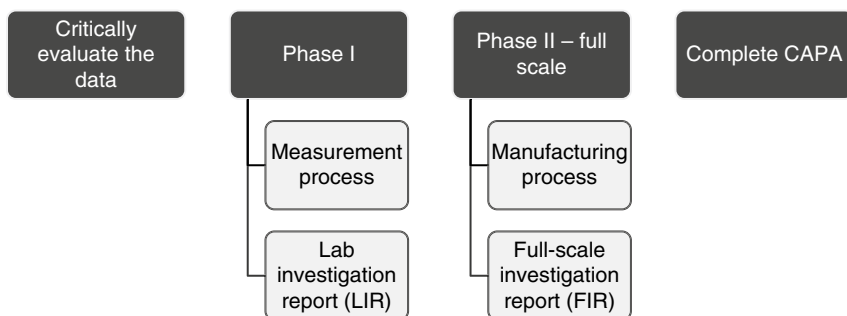 Critically
evaluate the
data
Phase I
Phase II – full
scale
Complete CAPA
Measurement
process
Manufacturing
process
Lab
investigation
report (LIR)
Full-scale
investigation
report (FIR)